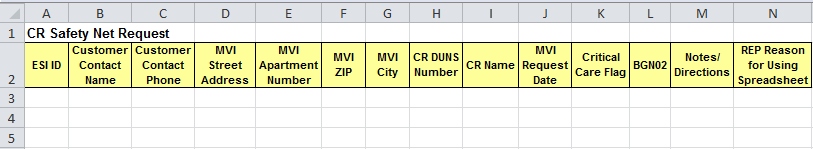 A B C D E F G H I J K L M N
1 CR Safety Net Request
2 ESI ID Customer Contact Name Customer Contact Phone MVI Street Address MVI Apartment Number MVI ZIP MVI City CR DUNS Number CR Name MVI Request Date Critical Care Flag BGN02 Notes/ Directions REP Reason for Using Spreadsheet
3
4
5